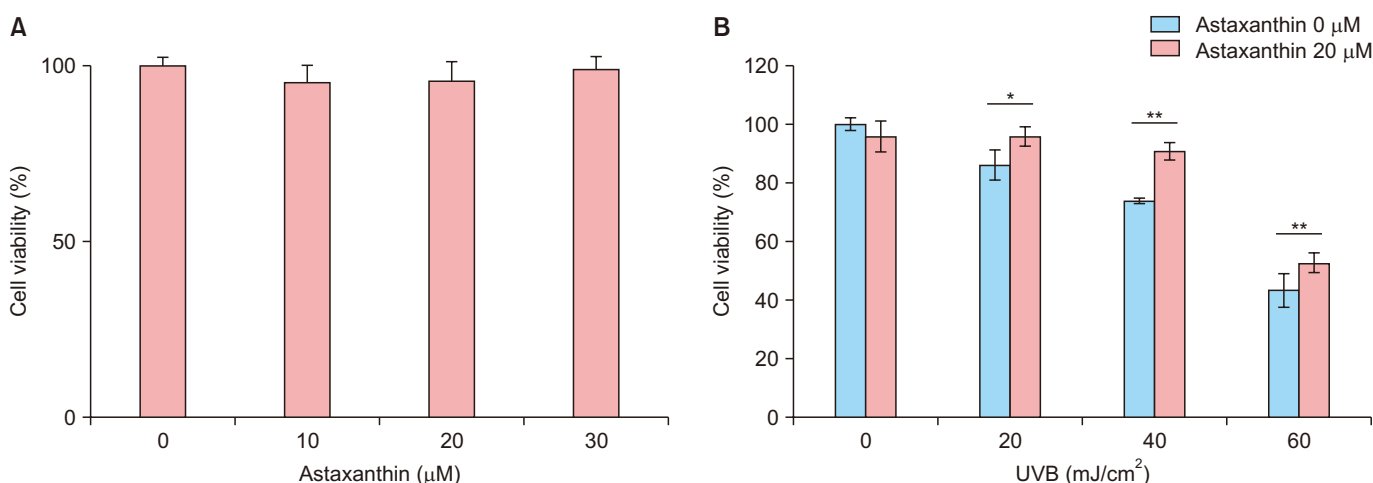 A
Cell viability (%)
100
50
0
0 10 20 30
Astaxanthin (μM)
B
Astaxanthin 0 μM
Astaxanthin 20 μM
Cell viability (%)
120
100
80
60
40
20
0
*
**
**
0 20 40 60
UVB (mJ/cm²)